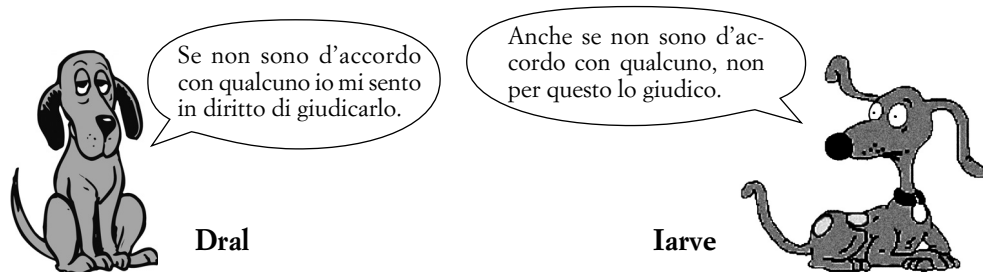 Se non sono d'accordo
con qualcuno io mi sento
in diritto di giudicarlo.
Anche se non sono d'ac-
cordo con qualcuno, non
per questo lo giudico.
Dral
Iarve